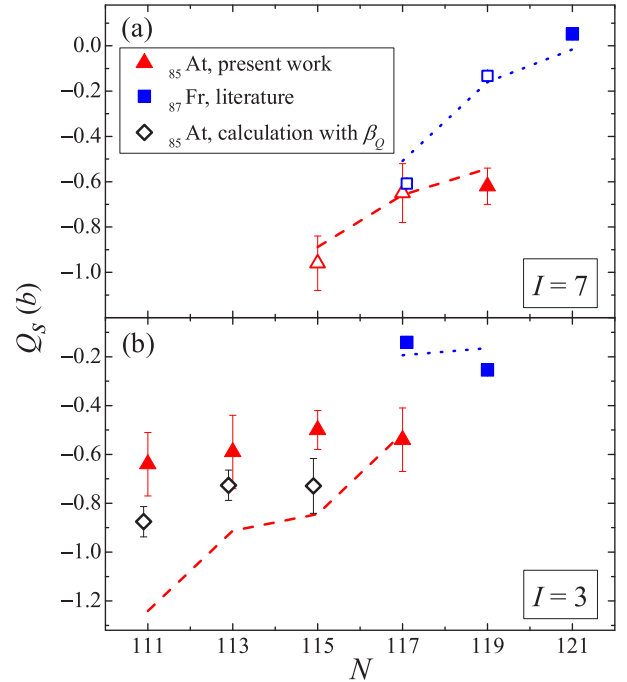 (a)
₈₅At, present work
₈₇Fr, literature
₈₅At, calculation with β_Q
0.0
−0.2
−0.4
−0.6
−0.8
−1.0
I = 7
Q_S (b)
(b)
−0.2
−0.4
−0.6
−0.8
−1.0
−1.2
I = 3
111 113 115 117 119 121
N